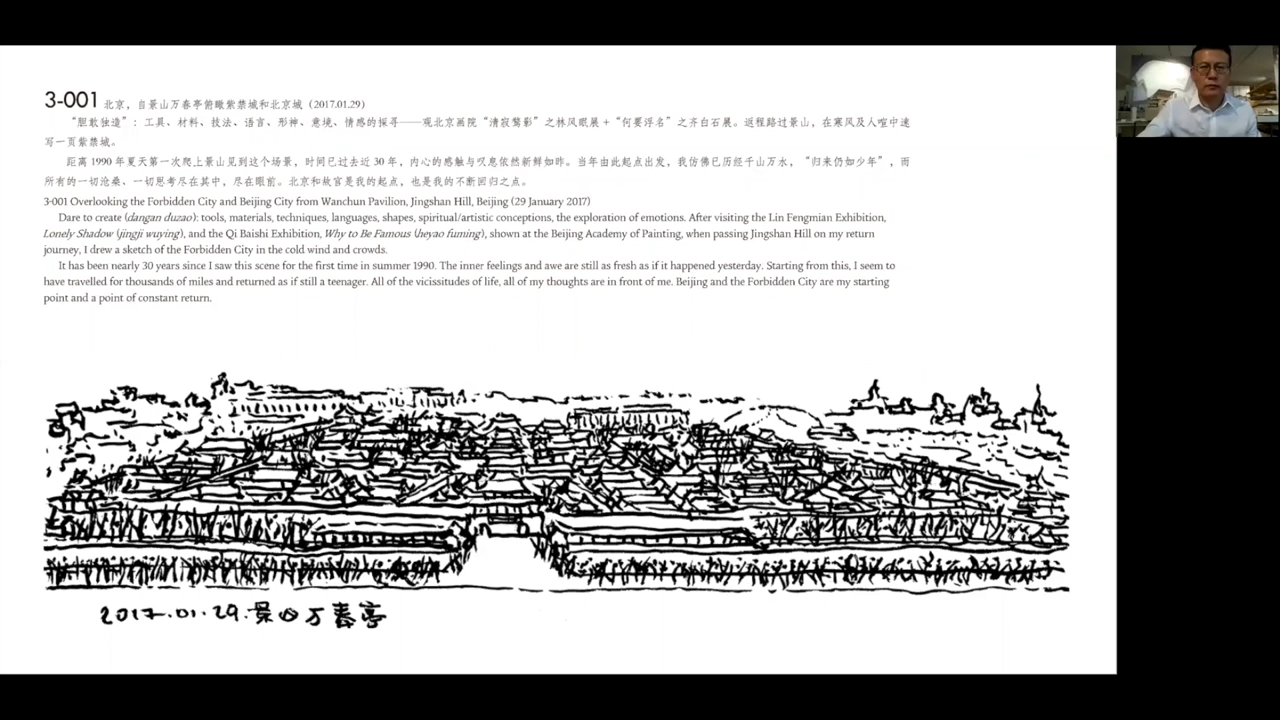 3-001 北京，自景山万春亭俯瞰紫禁城和北京城（2017.01.29）
“胆敢独造”：工具、材料、技法、语言、形神、意境、情感的探寻——观北京画院“清寂鹜影”之林风眠展 +“何要浮名”之齐白石展。返程路过景山，在寒风及人喧中速
写一页紫禁城。
距离 1990 年夏天第一次爬上景山见到这个场景，时间已过去近 30 年，内心的感触与叹息依然新鲜如昨。当年由此起点出发，我仿佛已历经千山万水，“归来仍如少年”，而
所有的一切沧桑、一切思考尽在其中，尽在眼前。北京和故宫是我的起点，也是我的不断回归之点。
3-001 Overlooking the Forbidden City and Beijing City from Wanchun Pavilion, Jingshan Hill, Beijing (29 January 2017)
Dare to create (dangan duzao): tools, materials, techniques, languages, shapes, spiritual/artistic conceptions, the exploration of emotions. After visiting the Lin Fengmian Exhibition,
Lonely Shadow (jingji wuying), and the Qi Baishi Exhibition, Why to Be Famous (heyao fuming), shown at the Beijing Academy of Painting, when passing Jingshan Hill on my return
journey, I drew a sketch of the Forbidden City in the cold wind and crowds.
It has been nearly 30 years since I saw this scene for the first time in summer 1990. The inner feelings and awe are still as fresh as if it happened yesterday. Starting from this, I seem to
have travelled for thousands of miles and returned as if still a teenager. All of the vicissitudes of life, all of my thoughts are in front of me. Beijing and the Forbidden City are my starting
point and a point of constant return.
2017.01.29.景山万春亭